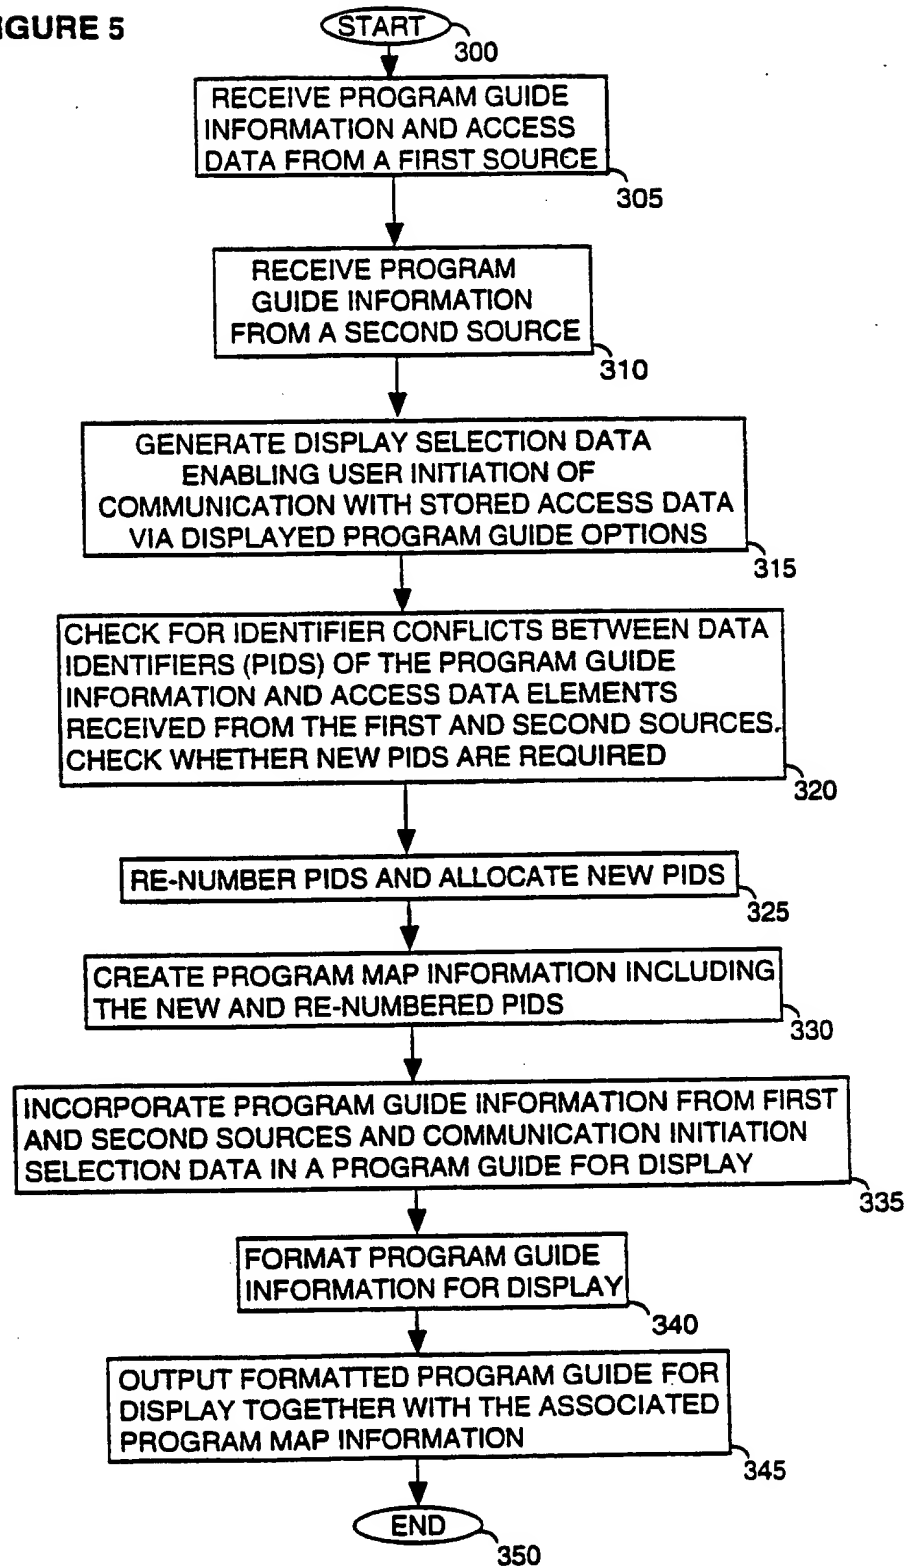 IGURE 5
START
300
RECEIVE PROGRAM GUIDE
INFORMATION AND ACCESS
DATA FROM A FIRST SOURCE
305
RECEIVE PROGRAM
GUIDE INFORMATION
FROM A SECOND SOURCE
310
GENERATE DISPLAY SELECTION DATA
ENABLING USER INITIATION OF
COMMUNICATION WITH STORED ACCESS DATA
VIA DISPLAYED PROGRAM GUIDE OPTIONS
315
CHECK FOR IDENTIFIER CONFLICTS BETWEEN DATA
IDENTIFIERS (PIDS) OF THE PROGRAM GUIDE
INFORMATION AND ACCESS DATA ELEMENTS
RECEIVED FROM THE FIRST AND SECOND SOURCES.
CHECK WHETHER NEW PIDS ARE REQUIRED
320
RE-NUMBER PIDS AND ALLOCATE NEW PIDS
325
CREATE PROGRAM MAP INFORMATION INCLUDING
THE NEW AND RE-NUMBERED PIDS
330
INCORPORATE PROGRAM GUIDE INFORMATION FROM FIRST
AND SECOND SOURCES AND COMMUNICATION INITIATION
SELECTION DATA IN A PROGRAM GUIDE FOR DISPLAY
335
FORMAT PROGRAM GUIDE
INFORMATION FOR DISPLAY
340
OUTPUT FORMATTED PROGRAM GUIDE FOR
DISPLAY TOGETHER WITH THE ASSOCIATED
PROGRAM MAP INFORMATION
345
END
350